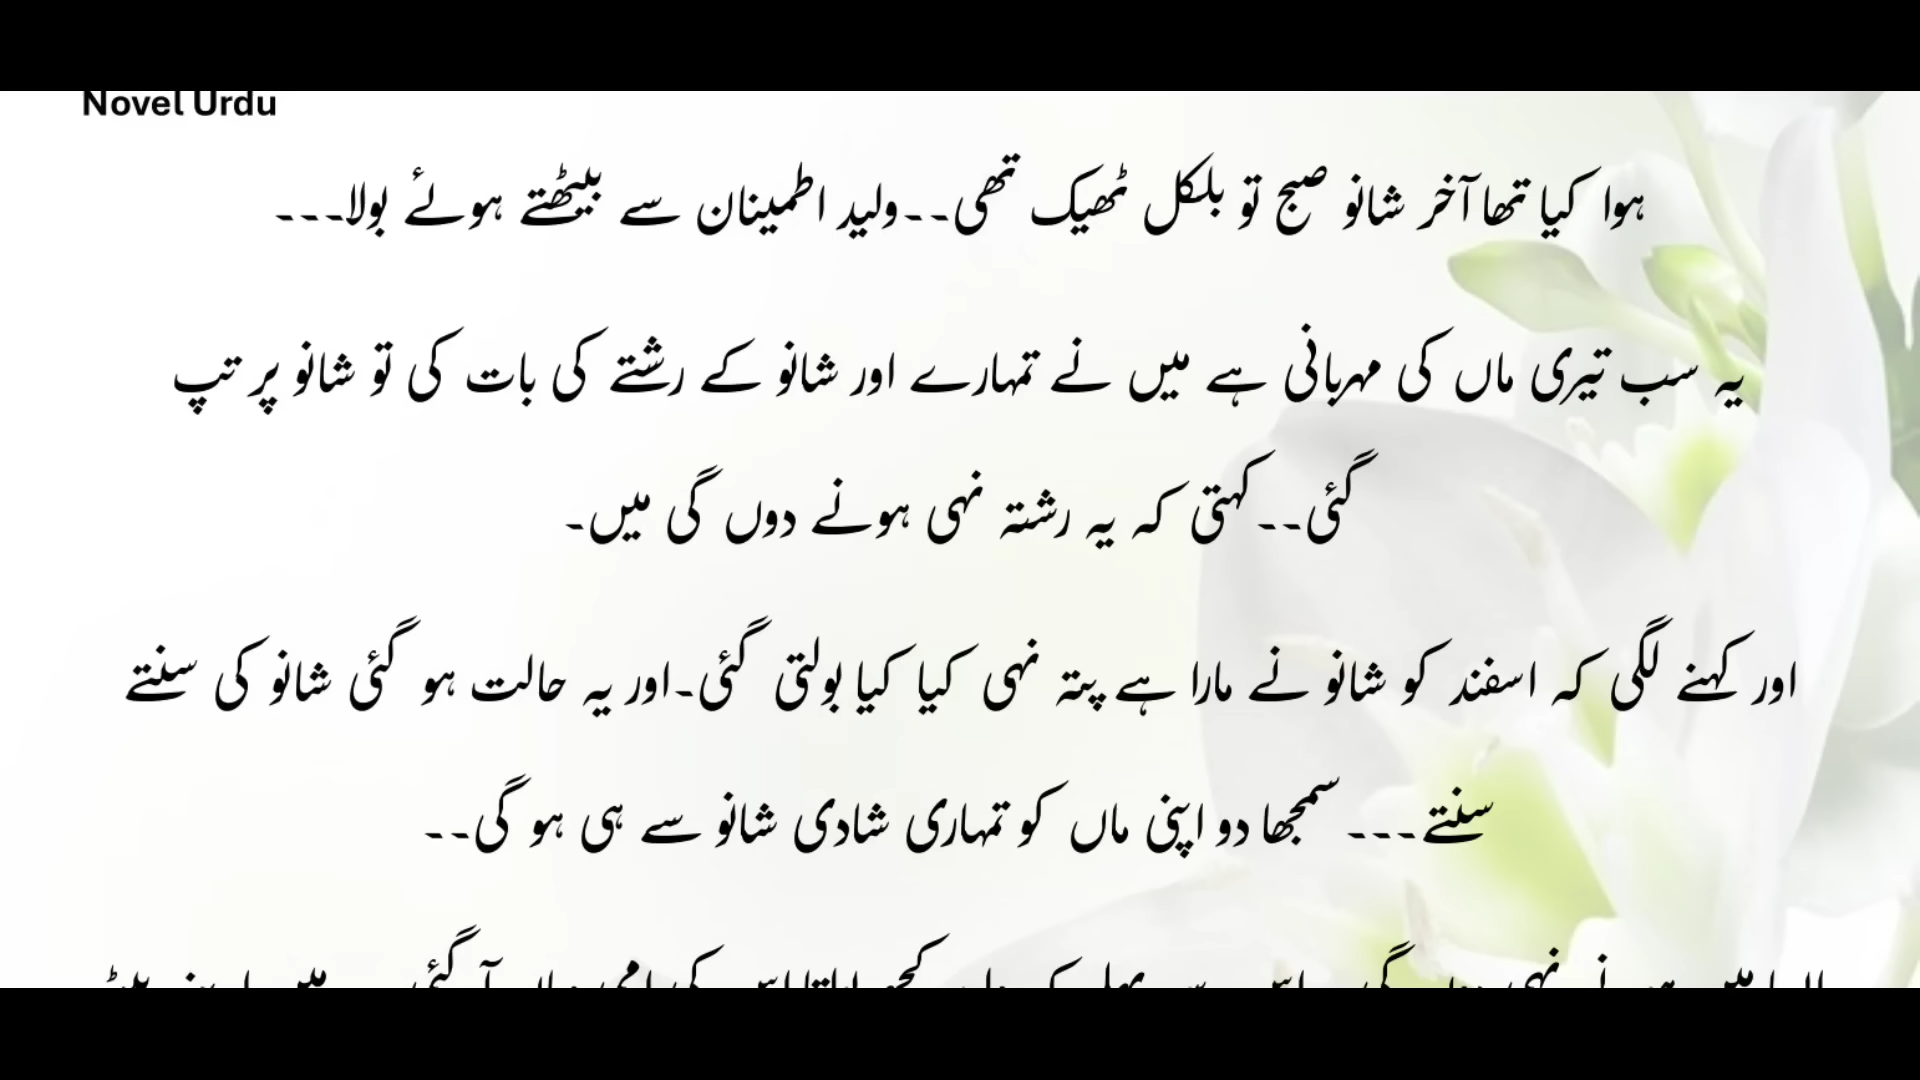 Novel Urdu
ہوا کیا تھا آخر شانو صبح تو بلکل ٹھیک تھی۔۔ولید اطمینان سے بیٹھتے ہوئے بولا۔۔۔
یہ سب تیری ماں کی مہربانی ہے میں نے تمہارے اور شانو کے رشتے کی بات کی تو شانو پر تپ
گئی۔۔کہتی کہ یہ رشتہ نہی ہونے دوں گی میں۔
اور کہنے لگی کہ اسفند کو شانو نے مارا ہے پتہ نہی کیا کیا بولتی گئی۔اور یہ حالت ہو گئی شانو کی سنتے
سنتے۔۔۔ سمجھا دو اپنی ماں کو تمہاری شادی شانو سے ہی ہو گی۔۔